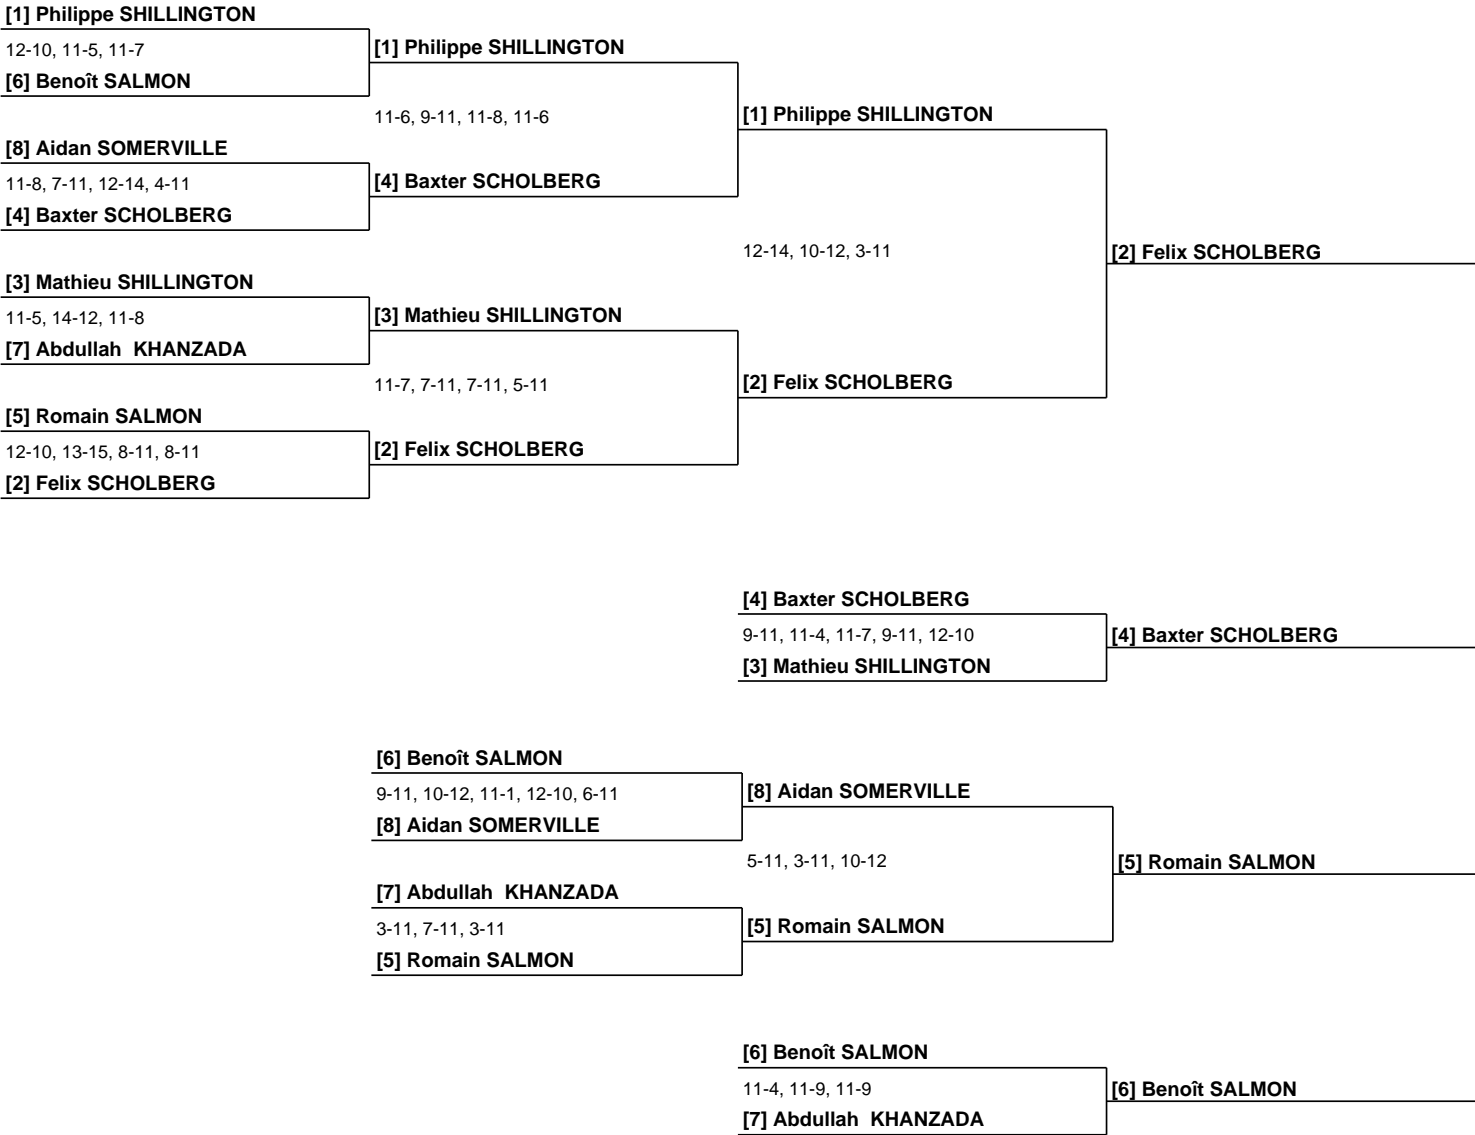 [1] Philippe SHILLINGTON
12-10, 11-5, 11-7
[1] Philippe SHILLINGTON
[6] Benoît SALMON
11-6, 9-11, 11-8, 11-6
[1] Philippe SHILLINGTON
[8] Aidan SOMERVILLE
11-8, 7-11, 12-14, 4-11
[4] Baxter SCHOLBERG
[4] Baxter SCHOLBERG
12-14, 10-12, 3-11
[2] Felix SCHOLBERG
[3] Mathieu SHILLINGTON
11-5, 14-12, 11-8
[3] Mathieu SHILLINGTON
[7] Abdullah  KHANZADA
11-7, 7-11, 7-11, 5-11
[2] Felix SCHOLBERG
[5] Romain SALMON
12-10, 13-15, 8-11, 8-11
[2] Felix SCHOLBERG
[2] Felix SCHOLBERG
[4] Baxter SCHOLBERG
9-11, 11-4, 11-7, 9-11, 12-10
[4] Baxter SCHOLBERG
[3] Mathieu SHILLINGTON
[6] Benoît SALMON
9-11, 10-12, 11-1, 12-10, 6-11
[8] Aidan SOMERVILLE
[8] Aidan SOMERVILLE
5-11, 3-11, 10-12
[5] Romain SALMON
[7] Abdullah  KHANZADA
3-11, 7-11, 3-11
[5] Romain SALMON
[5] Romain SALMON
[6] Benoît SALMON
11-4, 11-9, 11-9
[6] Benoît SALMON
[7] Abdullah  KHANZADA